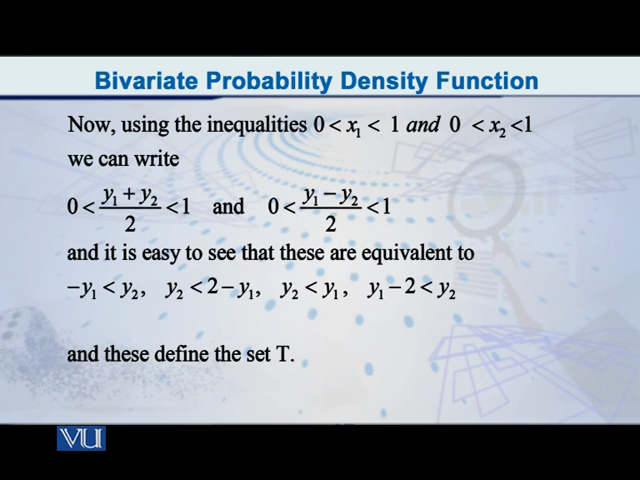 Bivariate Probability Density Function
Now, using the inequalities 0 < x₁ < 1 and 0 < x₂ <1
we can write
0 < (y₁ + y₂)/2 < 1 and 0 < (y₁ − y₂)/2 < 1
and it is easy to see that these are equivalent to
−y₁ < y₂, y₂ < 2 − y₁, y₂ < y₁, y₁ − 2 < y₂
and these define the set T.
VU